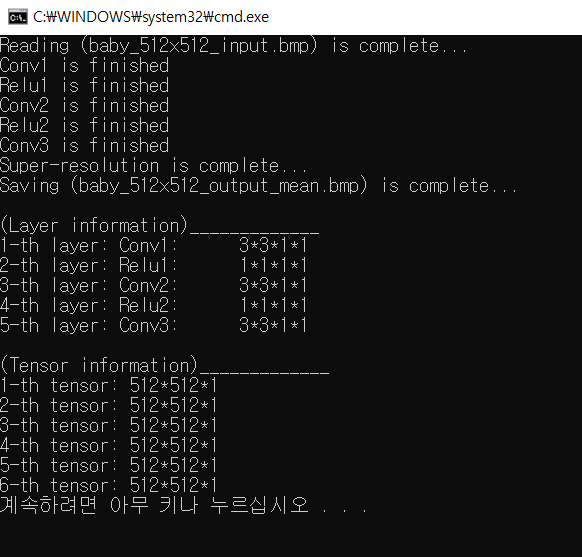 C:₩WINDOWS₩system32₩cmd.exe
Reading (baby_512x512_input.bmp) is complete...
Conv1 is finished
Relu1 is finished
Conv2 is finished
Relu2 is finished
Conv3 is finished
Super-resolution is complete...
Saving (baby_512x512_output_mean.bmp) is complete...
(Layer information)_____________
1-th layer: Conv1:      3*3*1*1
2-th layer: Relu1:      1*1*1*1
3-th layer: Conv2:      3*3*1*1
4-th layer: Relu2:      1*1*1*1
5-th layer: Conv3:      3*3*1*1
(Tensor information)_____________
1-th tensor: 512*512*1
2-th tensor: 512*512*1
3-th tensor: 512*512*1
4-th tensor: 512*512*1
5-th tensor: 512*512*1
6-th tensor: 512*512*1
계속하려면 아무 키나 누르십시오 . . .